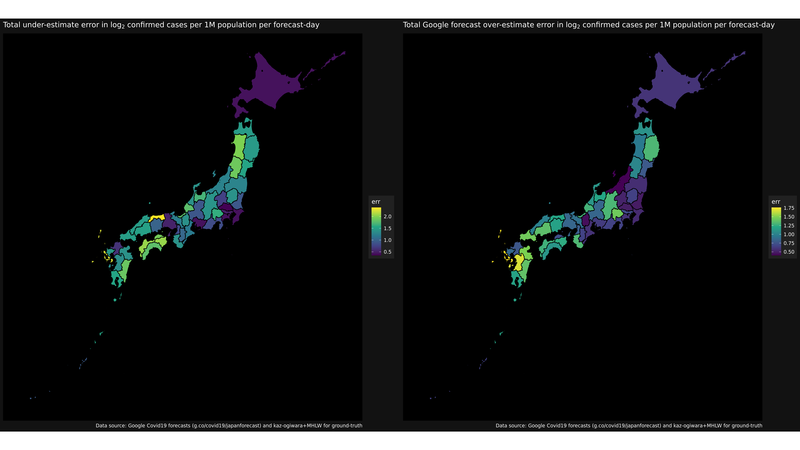 Total under-estimate error in log₂ confirmed cases per 1M population per forecast-day
err
2.0
1.5
1.0
0.5
Data source: Google Covid19 forecasts (g.co/covid19/japanforecast) and kaz-ogiwara+MHLW for ground-truth
Total Google forecast over-estimate error in log₂ confirmed cases per 1M population per forecast-day
err
1.75
1.50
1.25
1.00
0.75
0.50
Data source: Google Covid19 forecasts (g.co/covid19/japanforecast) and kaz-ogiwara+MHLW for ground-truth